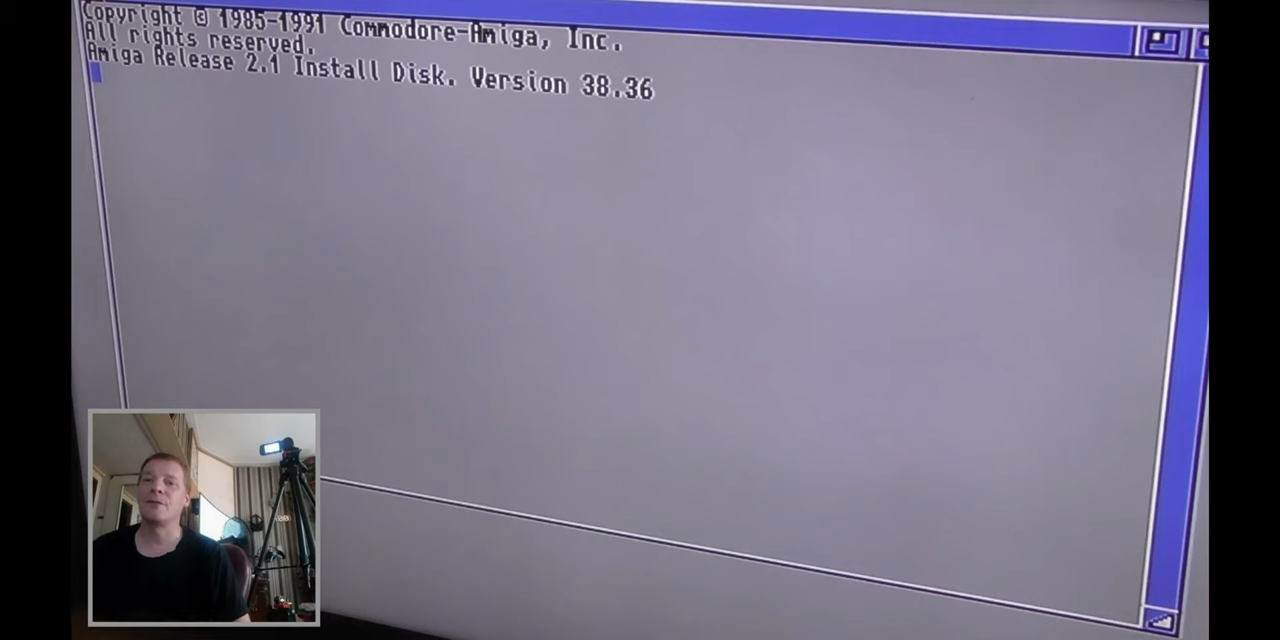 Copyright © 1985-1991 Commodore-Amiga, Inc.
All rights reserved.
Amiga Release 2.1 Install Disk. Version 38.36